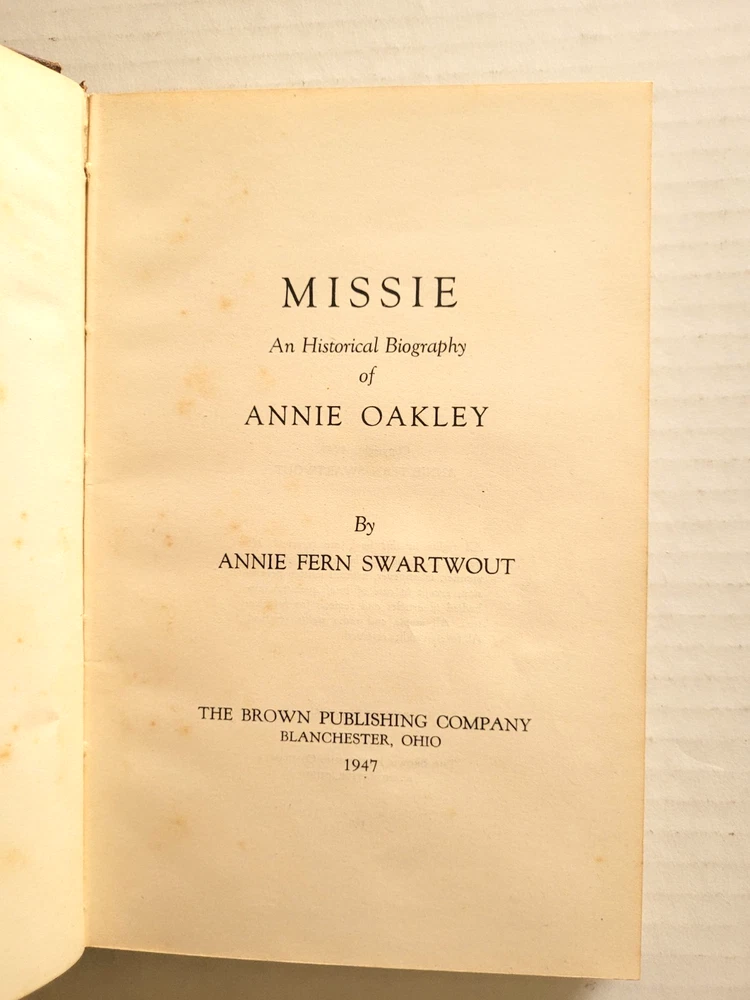 MISSIE
An Historical Biography
of
ANNIE OAKLEY
By
ANNIE FERN SWARTWOUT
THE BROWN PUBLISHING COMPANY
BLANCHESTER, OHIO
1947